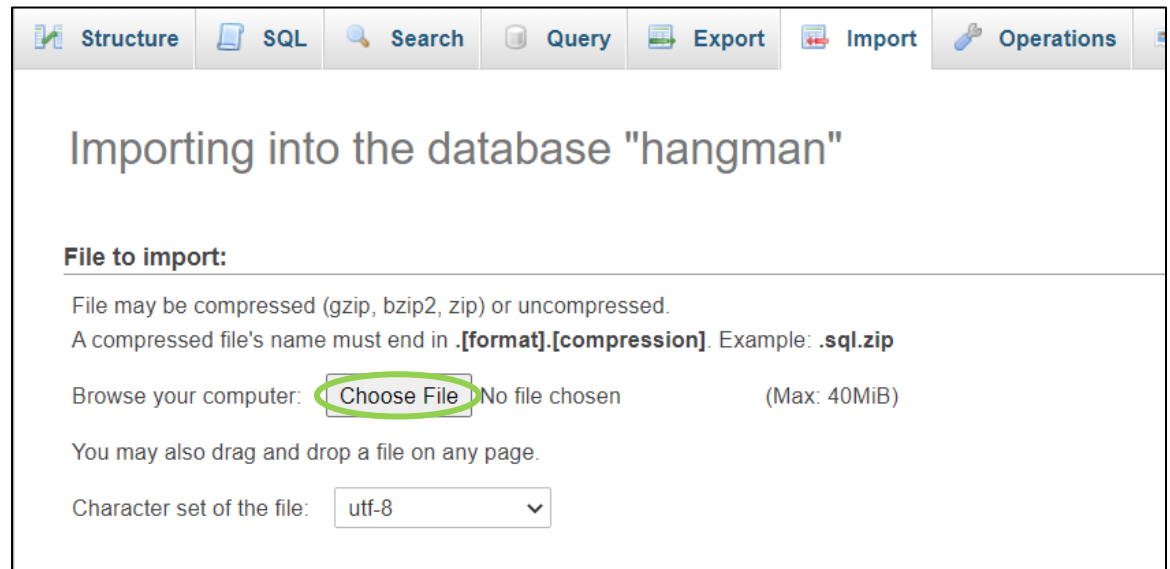 Structure SQL Search Query Export Import Operations
Importing into the database "hangman"
File to import:
File may be compressed (gzip, bzip2, zip) or uncompressed.
A compressed file's name must end in .[format].[compression]. Example: .sql.zip
Browse your computer: Choose File No file chosen (Max: 40MiB)
You may also drag and drop a file on any page.
Character set of the file: utf-8